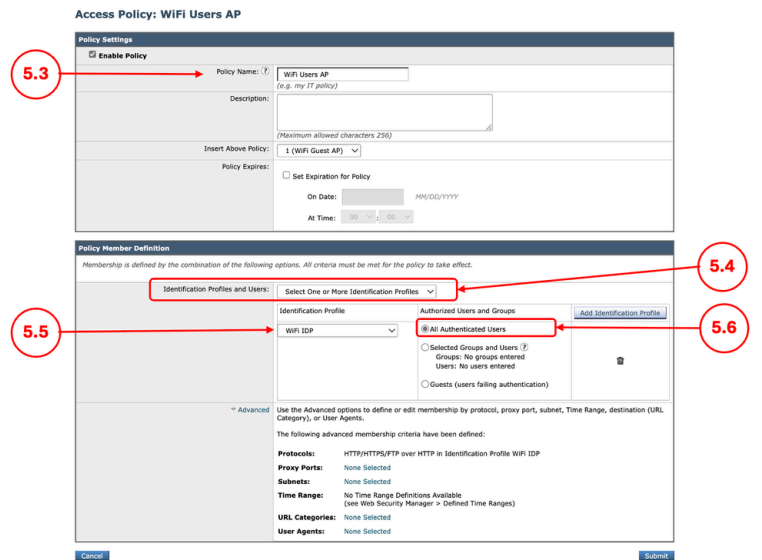 Access Policy: WiFi Users AP
Policy Settings
Enable Policy
5.3
Policy Name: ?
WiFi Users AP
(e.g. my IT policy)
Description:
(Maximum allowed characters 256)
Insert Above Policy:
1 (WiFi Guest AP)
Policy Expires:
Set Expiration for Policy
On Date:
MM/DD/YYYY
At Time: 00 : 00
Policy Member Definition
Membership is defined by the combination of the following options. All criteria must be met for the policy to take effect.
5.4
Identification Profiles and Users:
Select One or More Identification Profiles
Identification Profile
Authorized Users and Groups
Add Identification Profile
5.5
WiFi IDP
All Authenticated Users
5.6
Selected Groups and Users ?
Groups: No groups entered
Users: No users entered
Guests (users failing authentication)
Advanced
Use the Advanced options to define or edit membership by protocol, proxy port, subnet, Time Range, destination (URL
Category), or User Agents.
The following advanced membership criteria have been defined:
Protocols: HTTP/HTTPS/FTP over HTTP in Identification Profile WiFi IDP
Proxy Ports: None Selected
Subnets: None Selected
Time Range: No Time Range Definitions Available
(see Web Security Manager > Defined Time Ranges)
URL Categories: None Selected
User Agents: None Selected
Cancel
Submit